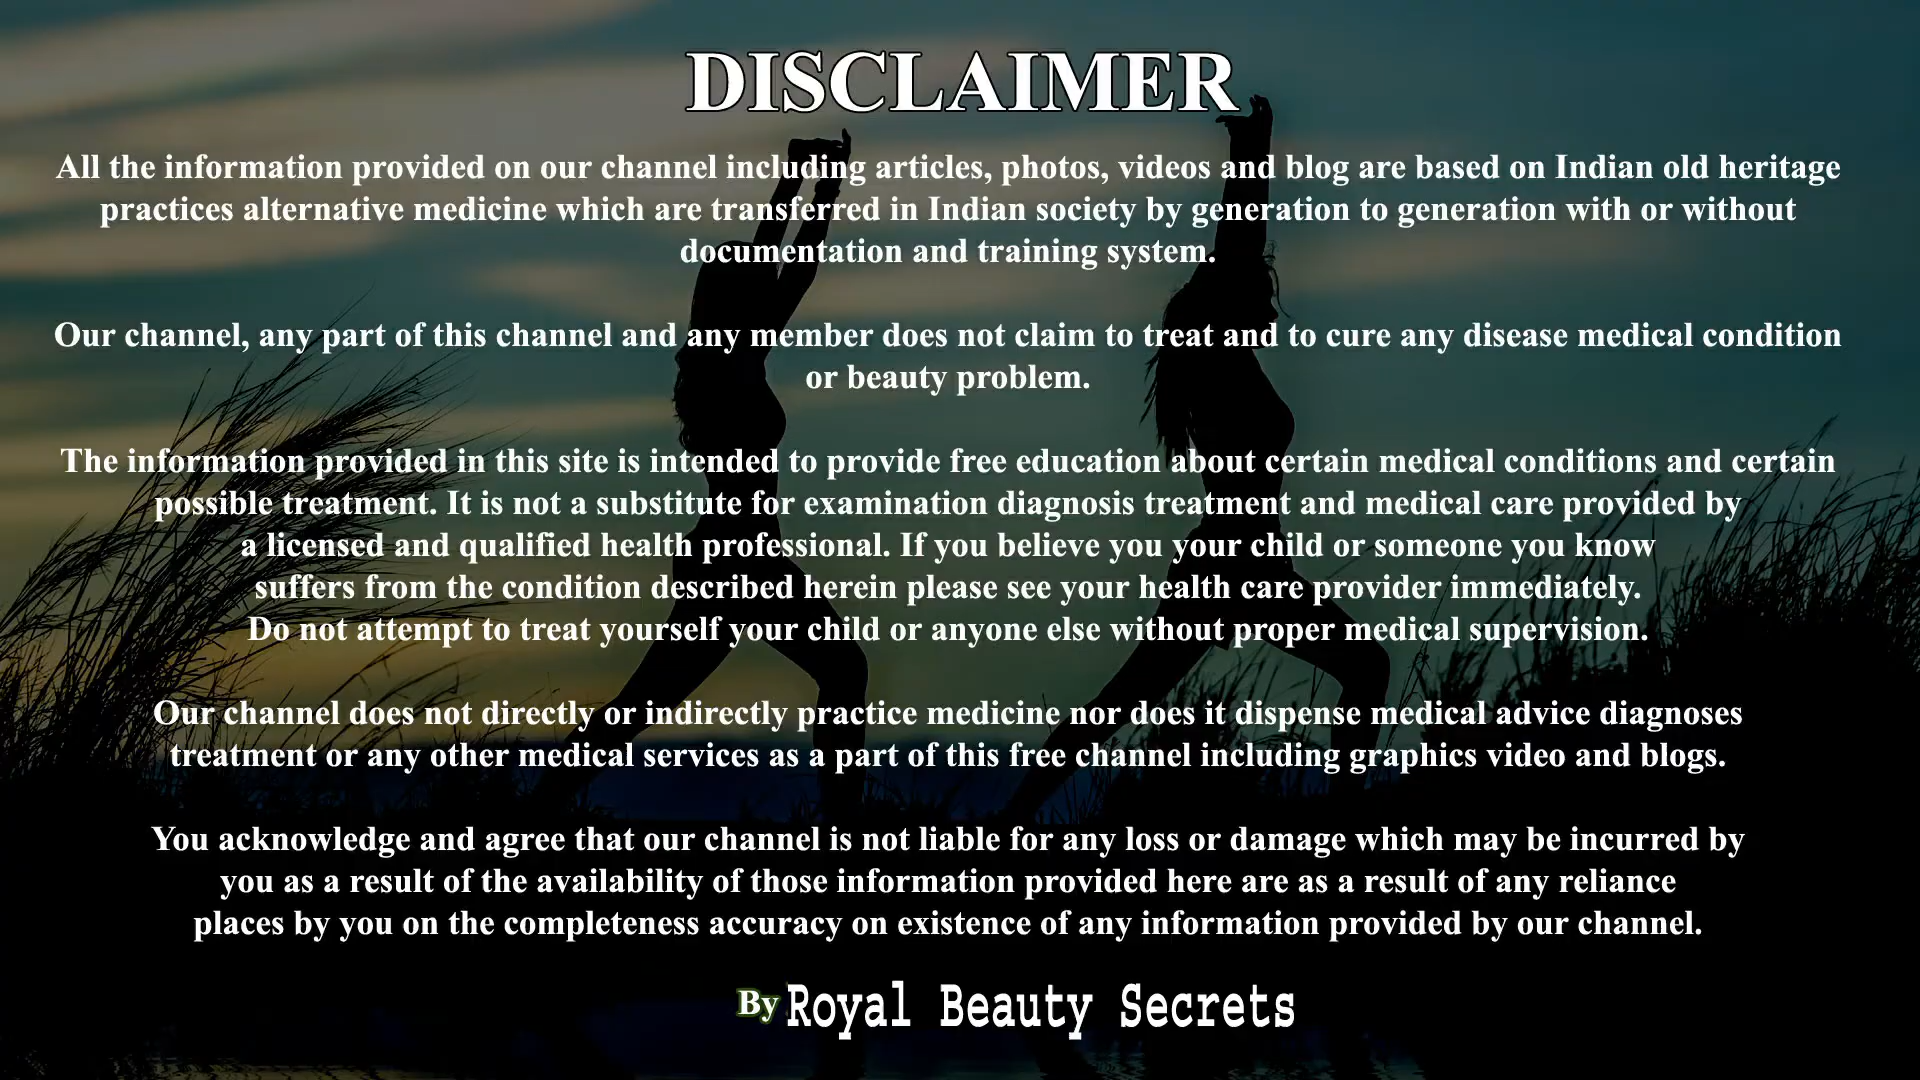 DISCLAIMER
All the information provided on our channel including articles, photos, videos and blog are based on Indian old heritage
practices alternative medicine which are transferred in Indian society by generation to generation with or without
documentation and training system.
Our channel, any part of this channel and any member does not claim to treat and to cure any disease medical condition
or beauty problem.
The information provided in this site is intended to provide free education about certain medical conditions and certain
possible treatment. It is not a substitute for examination diagnosis treatment and medical care provided by
a licensed and qualified health professional. If you believe you your child or someone you know
suffers from the condition described herein please see your health care provider immediately.
Do not attempt to treat yourself your child or anyone else without proper medical supervision.
Our channel does not directly or indirectly practice medicine nor does it dispense medical advice diagnoses
treatment or any other medical services as a part of this free channel including graphics video and blogs.
You acknowledge and agree that our channel is not liable for any loss or damage which may be incurred by
you as a result of the availability of those information provided here are as a result of any reliance
places by you on the completeness accuracy on existence of any information provided by our channel.
By Royal Beauty Secrets